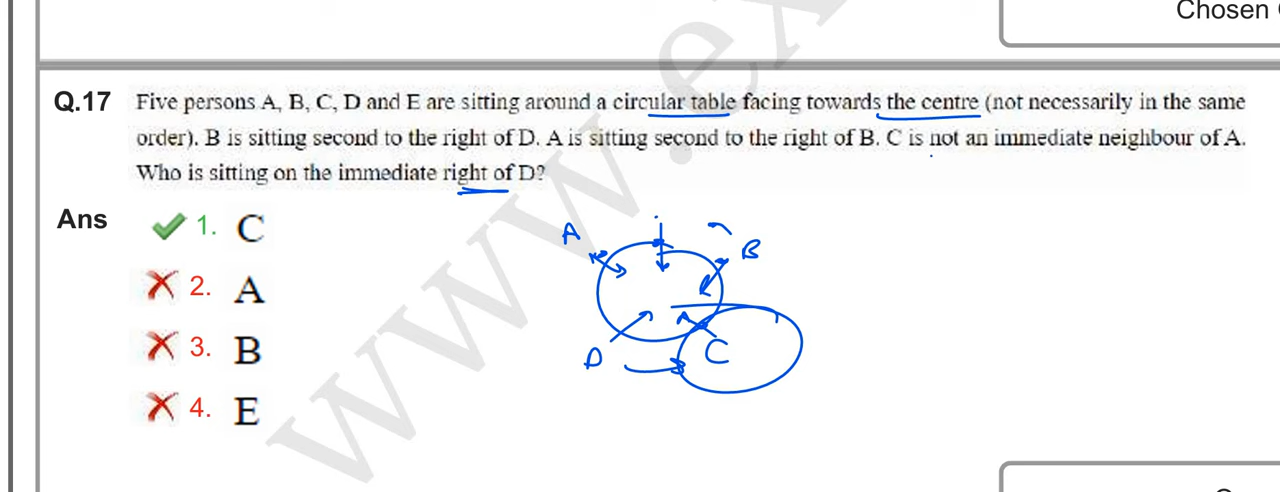 Chosen
Q.17 Five persons A, B, C, D and E are sitting around a circular table facing towards the centre (not necessarily in the same
order). B is sitting second to the right of D. A is sitting second to the right of B. C is not an immediate neighbour of A.
Who is sitting on the immediate right of D?
Ans 1. C
2. A
3. B
4. E
A
B
D
C
www.ex